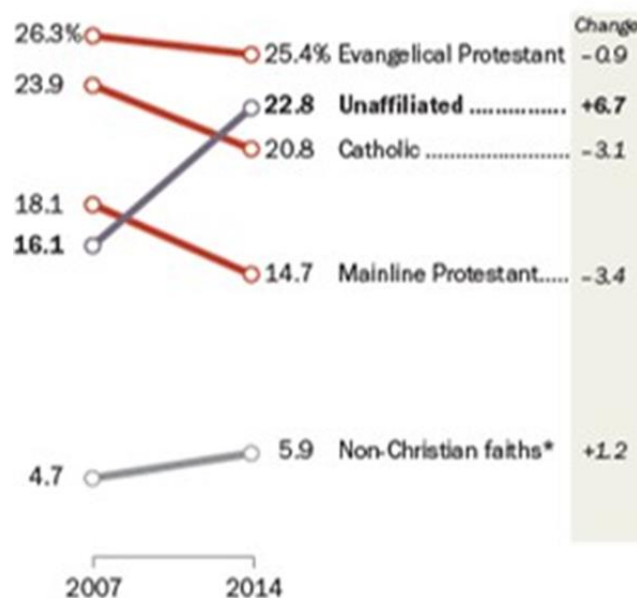 Change
26.3% 25.4% Evangelical Protestant -0.9
23.9 22.8 Unaffiliated ............... +6.7
20.8 Catholic ......................... -3.1
18.1
16.1 14.7 Mainline Protestant..... -3.4
5.9 Non-Christian faiths* +1.2
4.7
2007 2014